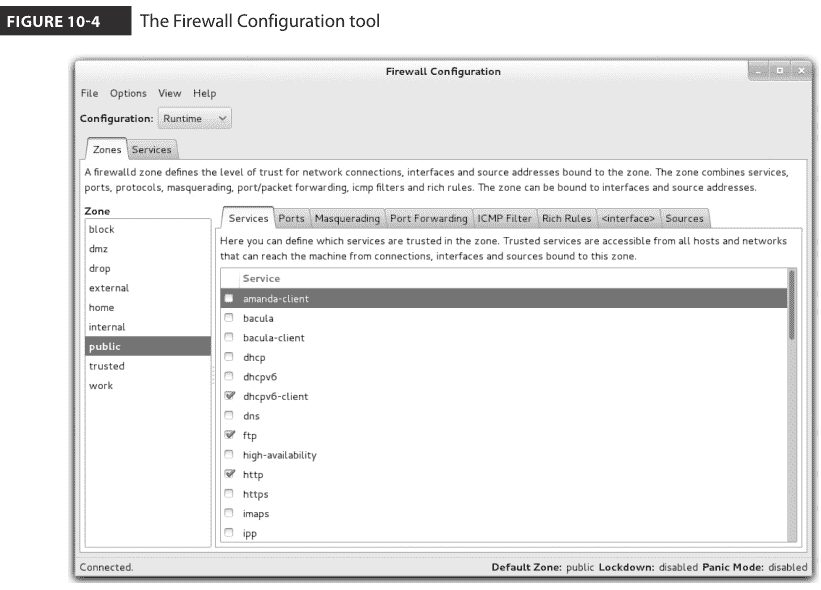 FIGURE 10-4 The Firewall Configuration tool
Firewall Configuration
File Options View Help
Configuration: Runtime
Zones Services
A firewalld zone defines the level of trust for network connections, interfaces and source addresses bound to the zone. The zone combines services,
ports, protocols, masquerading, port/packet forwarding, icmp filters and rich rules. The zone can be bound to interfaces and source addresses.
Zone
block
dmz
drop
external
home
internal
public
trusted
work
Services Ports Masquerading Port Forwarding ICMP Filter Rich Rules <interface> Sources
Here you can define which services are trusted in the zone. Trusted services are accessible from all hosts and networks
that can reach the machine from connections, interfaces and sources bound to this zone.
Service
amanda-client
bacula
bacula-client
dhcp
dhcpv6
dhcpv6-client
dns
ftp
high-availability
http
https
imaps
ipp
Connected.
Default Zone: public Lockdown: disabled Panic Mode: disabled